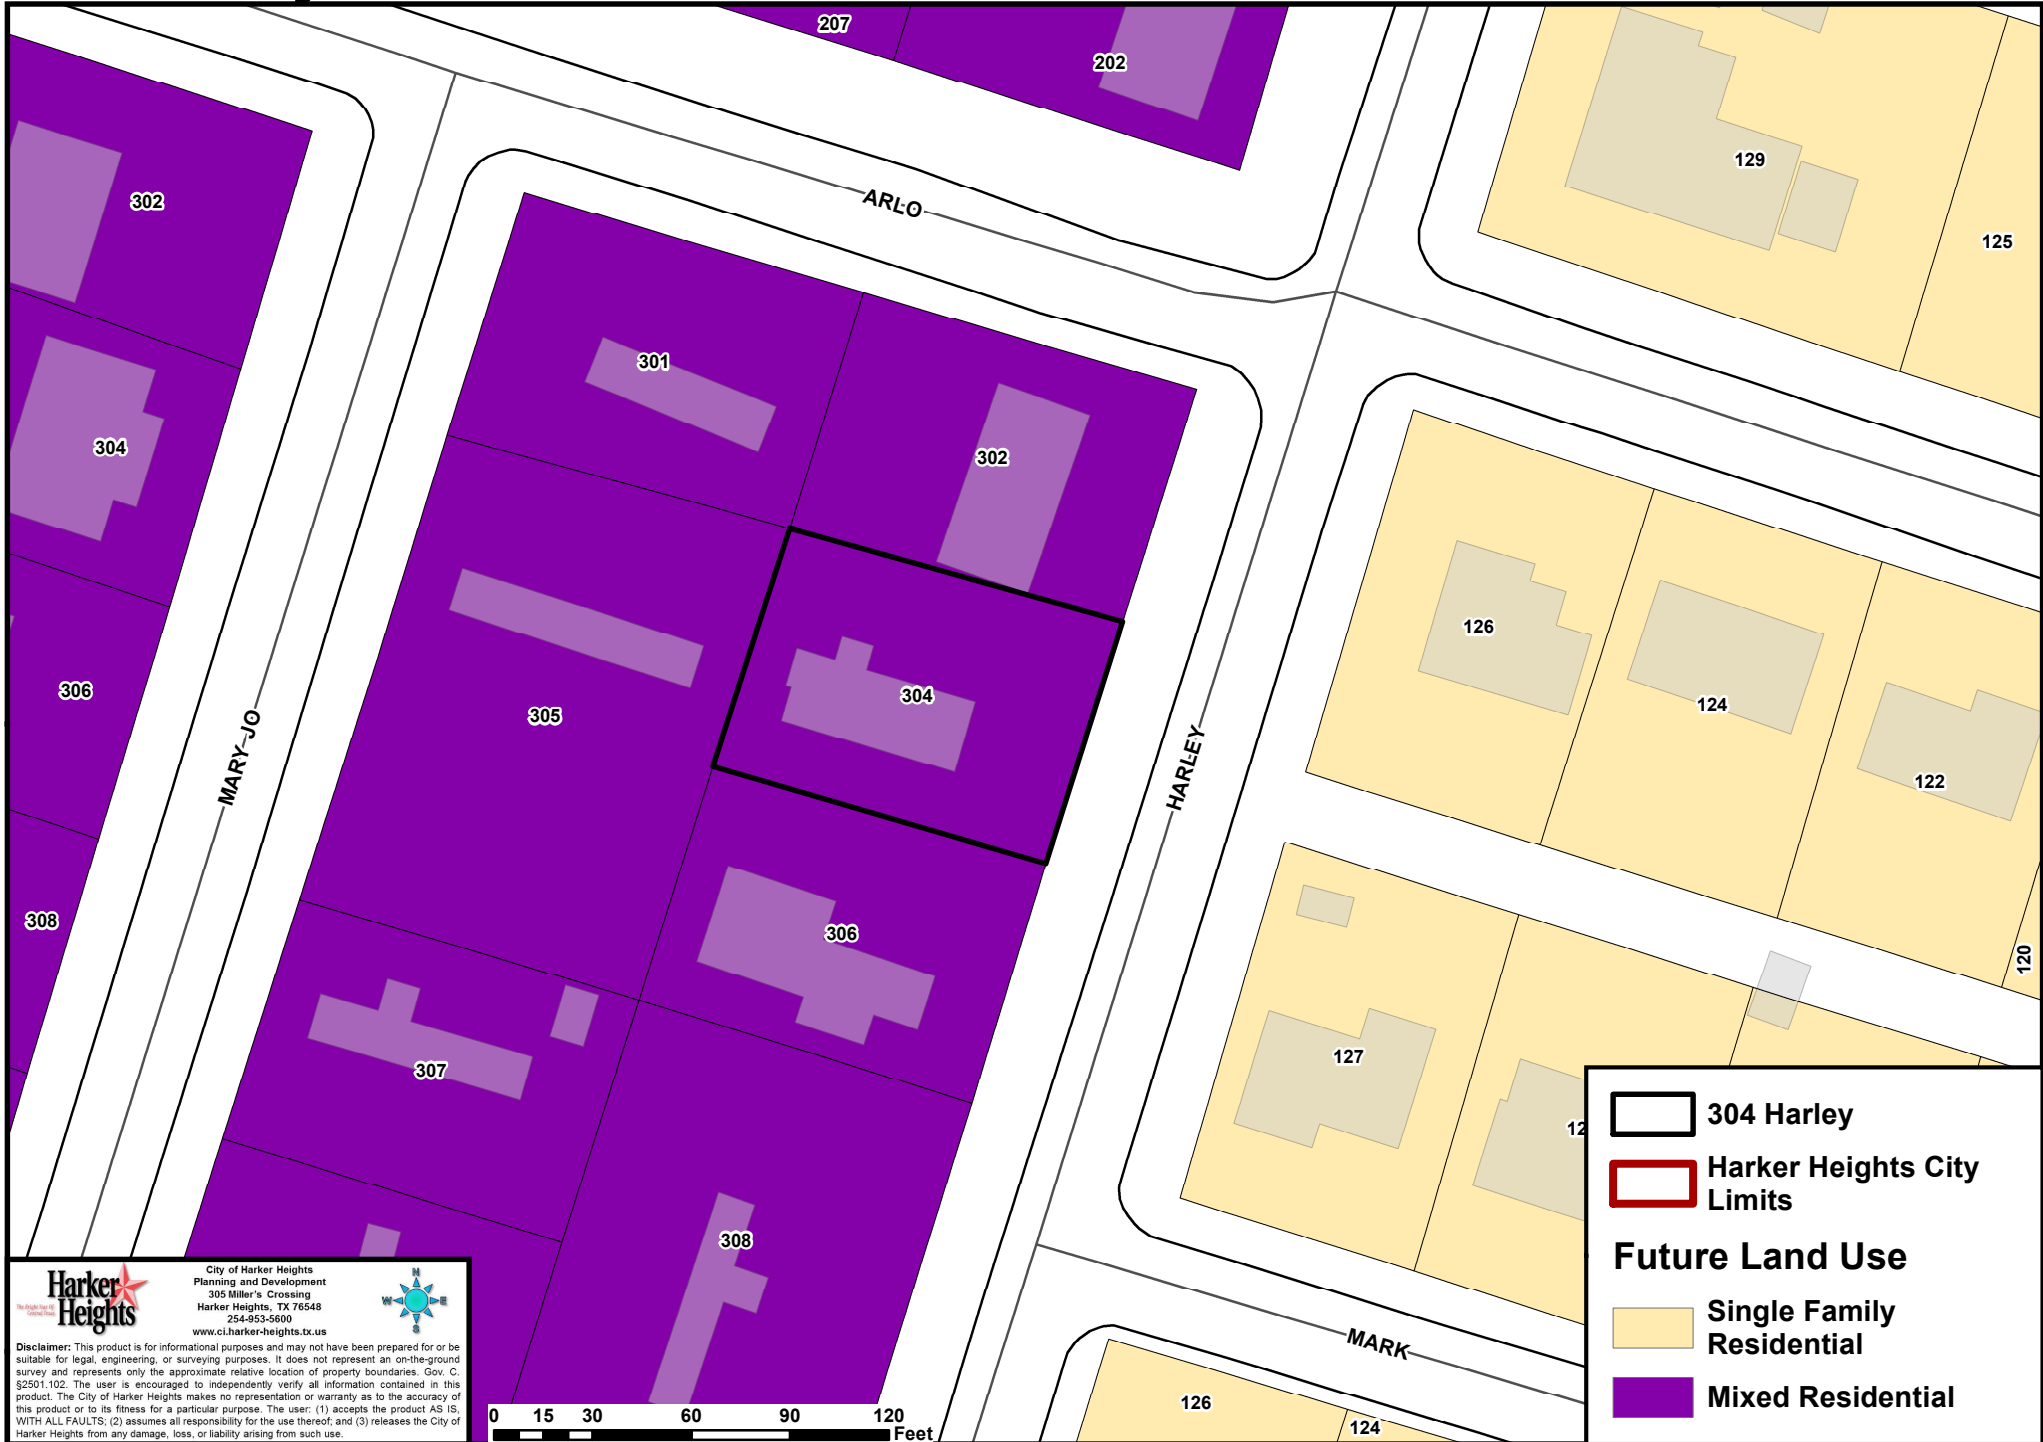 207
202
129
125
302
ARLO
301
302
304
304
126
124
122
306
305
MARY JO
HARLEY
308
306
120
307
127
12
308
MARK
126
124
304 Harley
Harker Heights City
Limits
Future Land Use
Single Family
Residential
Mixed Residential
Harker
Heights
The Bright Star Of
Central Texas
City of Harker Heights
Planning and Development
305 Miller's Crossing
Harker Heights, TX 76548
254-953-5600
www.ci.harker-heights.tx.us
N
W E
S
Disclaimer: This product is for informational purposes and may not have been prepared for or be
suitable for legal, engineering, or surveying purposes. It does not represent an on-the-ground
survey and represents only the approximate relative location of property boundaries. Gov. C.
§2501.102. The user is encouraged to independently verify all information contained in this
product. The City of Harker Heights makes no representation or warranty as to the accuracy of
this product or to its fitness for a particular purpose. The user: (1) accepts the product AS IS,
WITH ALL FAULTS; (2) assumes all responsibility for the use thereof; and (3) releases the City of
Harker Heights from any damage, loss, or liability arising from such use.
0 15 30 60 90 120
Feet